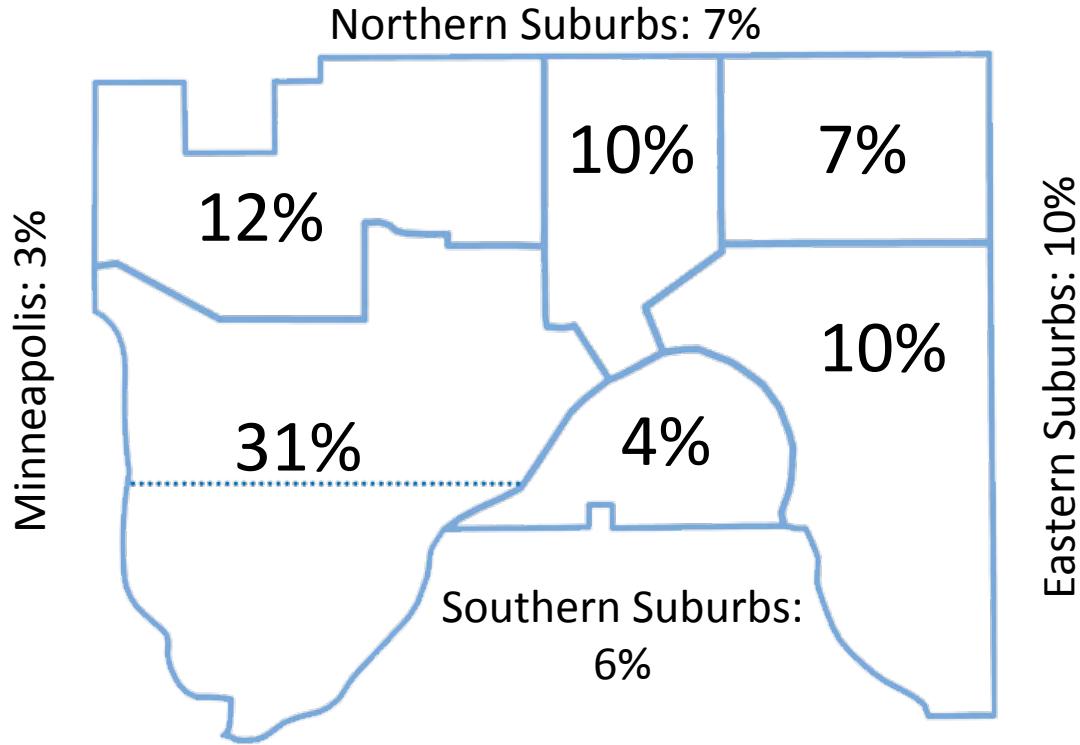 Northern Suburbs: 7%
10%
7%
12%
Minneapolis: 3%
Eastern Suburbs: 10%
10%
31%
4%
Southern Suburbs:
6%